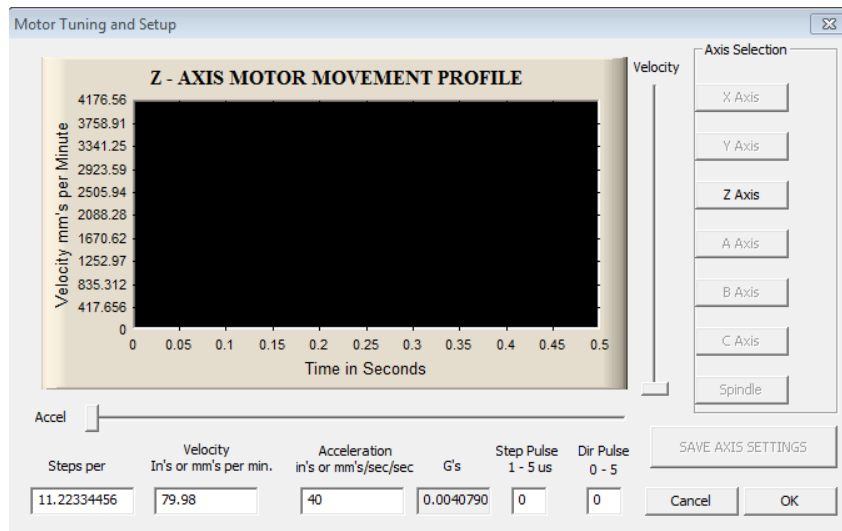 Motor Tuning and Setup
Z - AXIS MOTOR MOVEMENT PROFILE
Velocity mm's per Minute
4176.56
3758.91
3341.25
2923.59
2505.94
2088.28
1670.62
1252.97
835.312
417.656
0
0 0.05 0.1 0.15 0.2 0.25 0.3 0.35 0.4 0.45 0.5
Time in Seconds
Velocity
Axis Selection
X Axis
Y Axis
Z Axis
A Axis
B Axis
C Axis
Spindle
Accel
Steps per
Velocity
In's or mm's per min.
Acceleration
in's or mm's/sec/sec
G's
Step Pulse
1 - 5 us
Dir Pulse
0 - 5
11.22334456 79.98 40 0.0040790 0 0
SAVE AXIS SETTINGS
Cancel OK